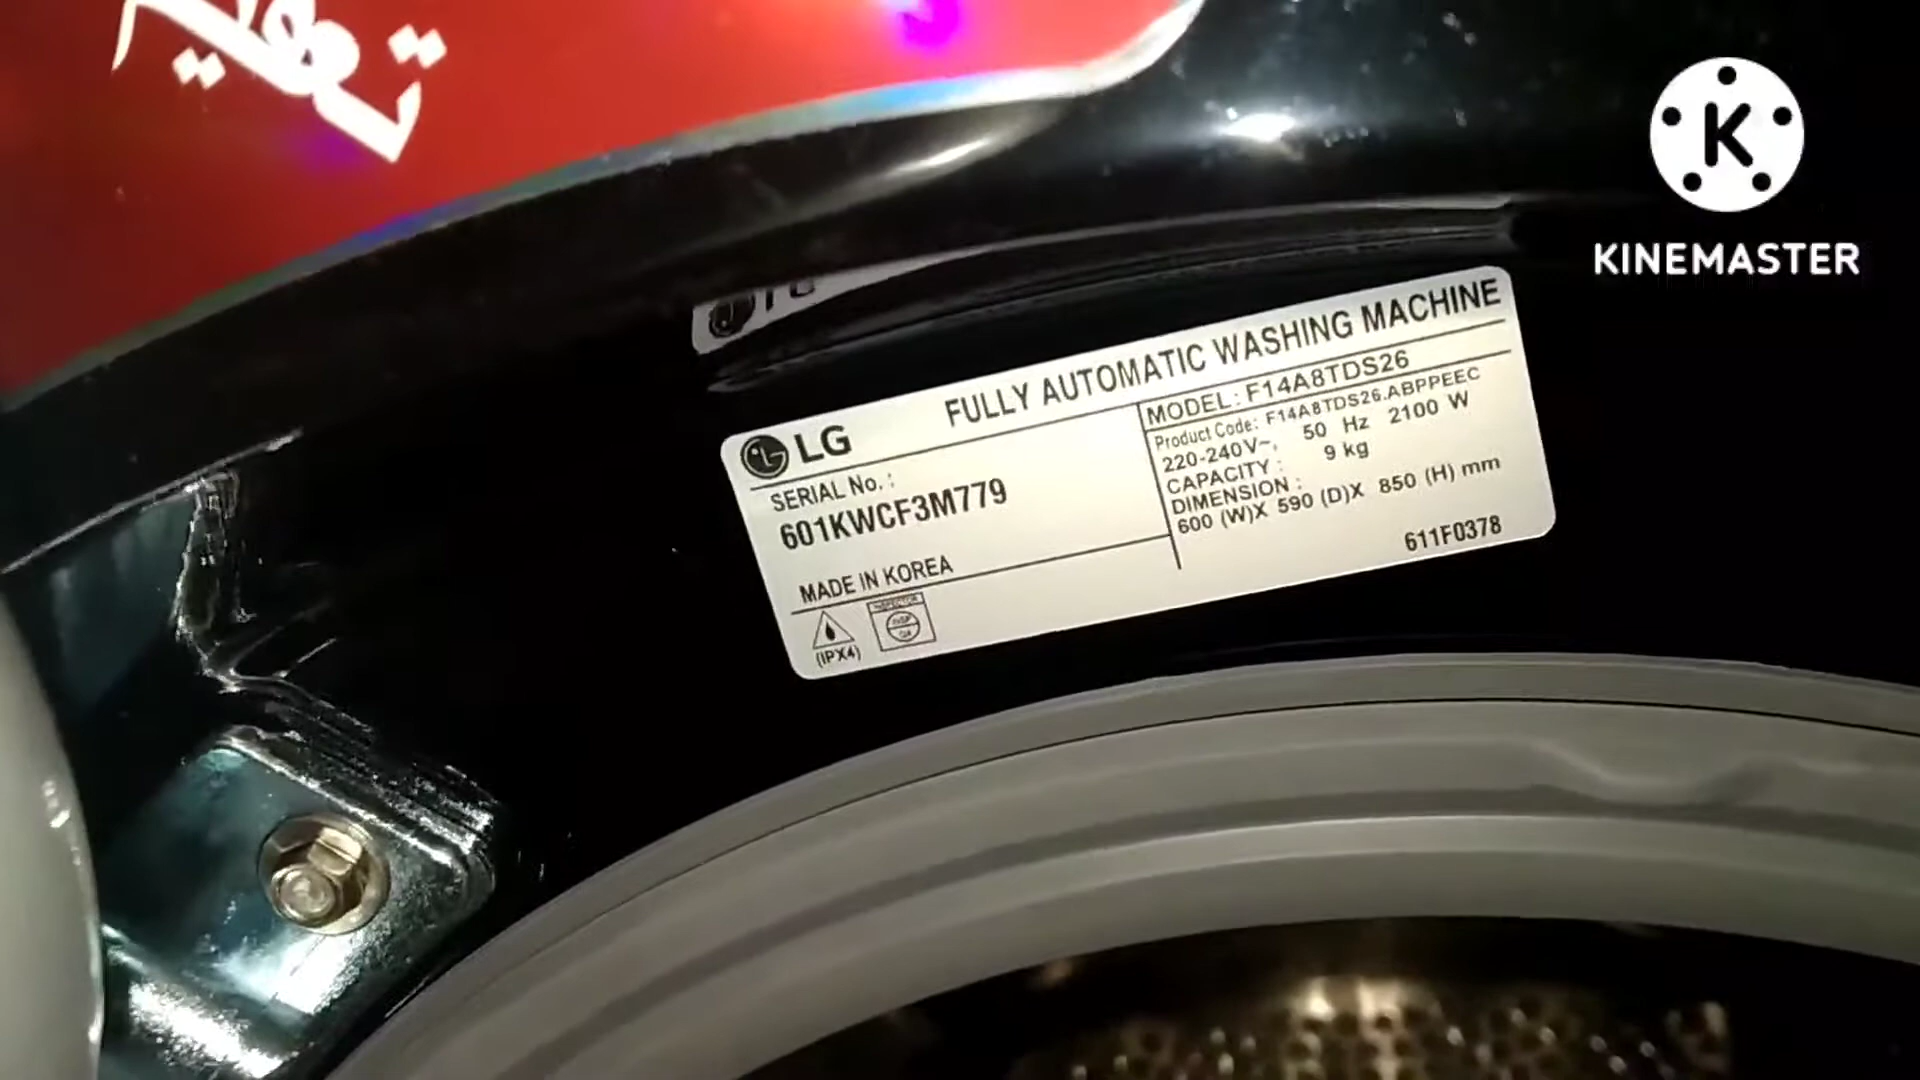 K
KINEMASTER
LG
FULLY AUTOMATIC WASHING MACHINE
SERIAL No. :
601KWCF3M779
MADE IN KOREA
(IPX4)
INSPECTOR
MODEL : F14A8TDS26
Product Code: F14A8TDS26.ABPPEEC
220-240V~, 50 Hz 2100 W
CAPACITY : 9 kg
DIMENSION :
600 (W)X 590 (D)X 850 (H) mm
611F0378